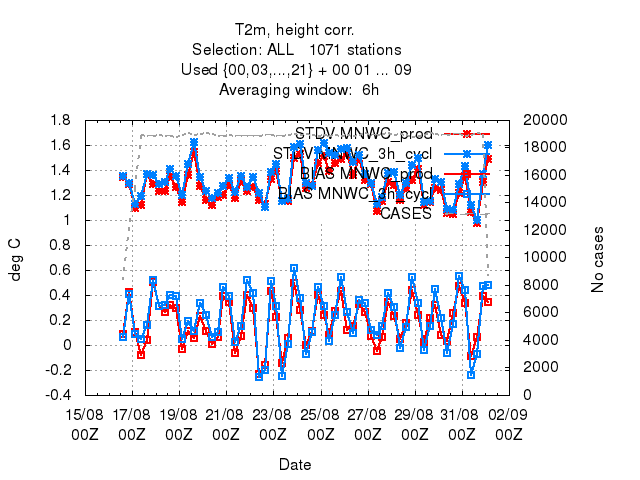 T2m, height corr.
Selection: ALL   1071 stations
Used {00,03,...,21} + 00 01 ... 09
Averaging window:  6h
1.8
1.6
1.4
1.2
1
0.8
0.6
0.4
0.2
0
-0.2
-0.4
deg C
STDV MNWC_prod
STDV MNWC_3h_cycl
BIAS MNWC_prod
BIAS MNWC_3h_cycl
CASES
20000
18000
16000
14000
12000
10000
8000
6000
4000
2000
0
No cases
15/08 17/08 19/08 21/08 23/08 25/08 27/08 29/08 31/08 02/09
00Z 00Z 00Z 00Z 00Z 00Z 00Z 00Z 00Z 00Z
Date